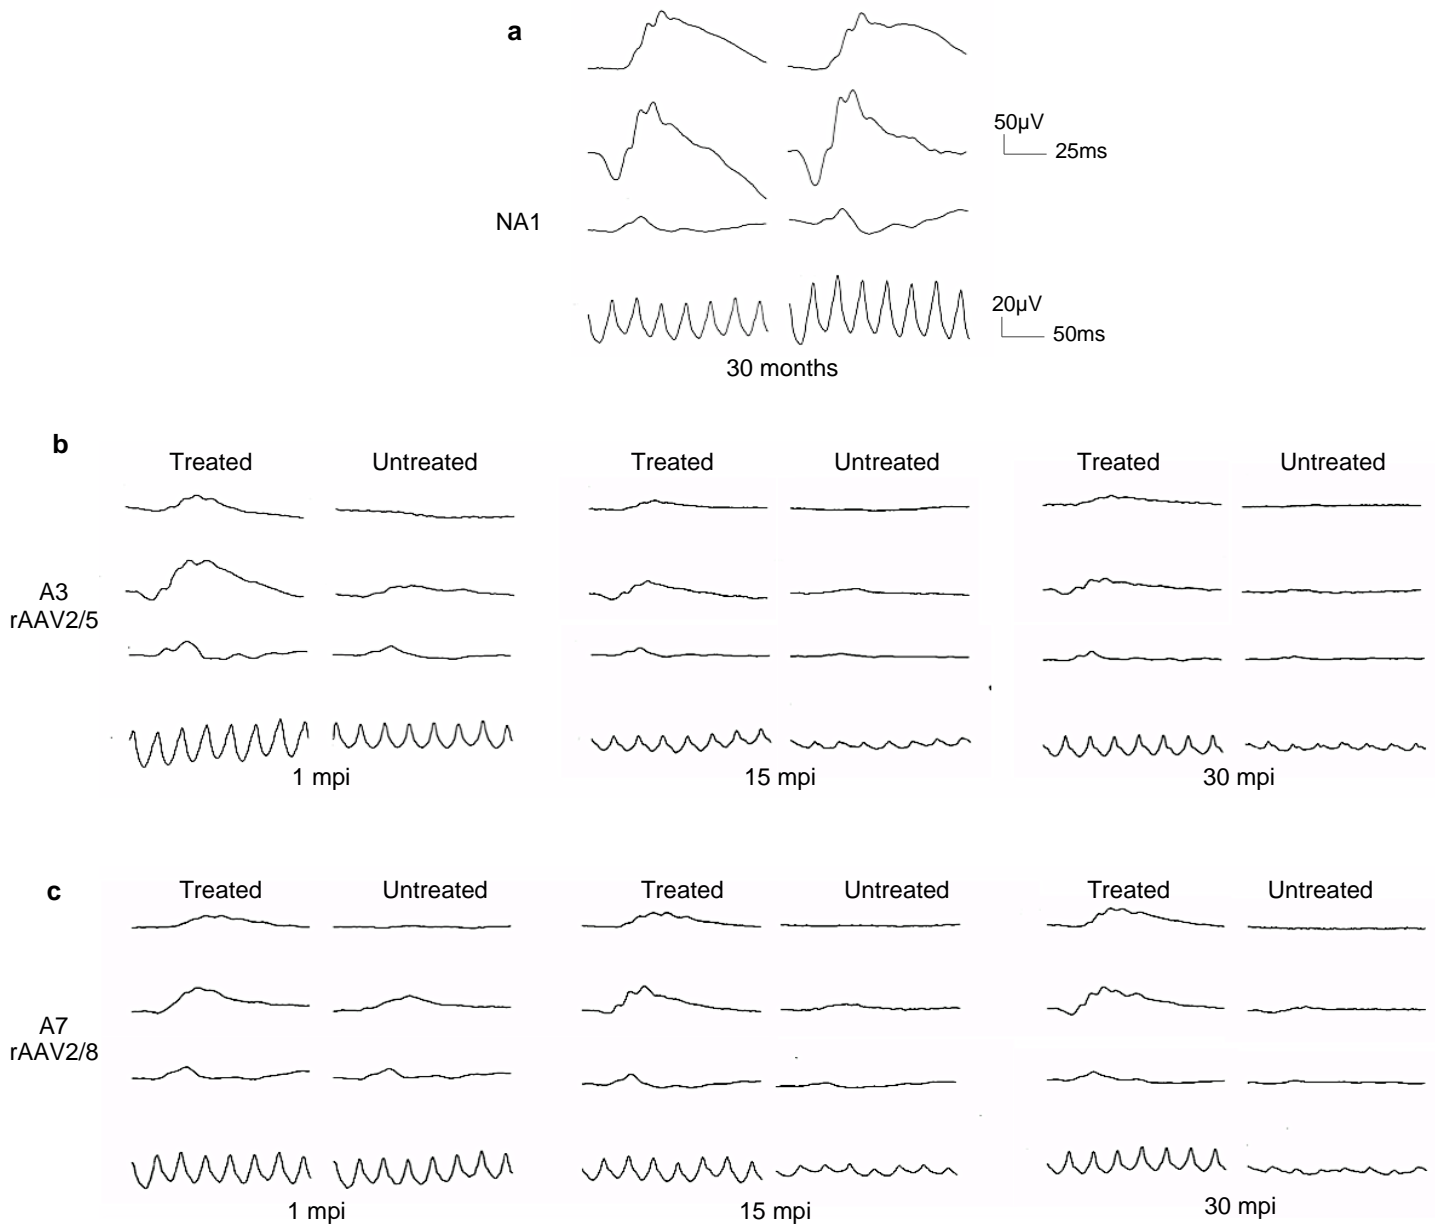 a
50µV
25ms
NA1
20µV
50ms
30 months
b
Treated Untreated Treated Untreated Treated Untreated
A3
rAAV2/5
1 mpi 15 mpi 30 mpi
c
Treated Untreated Treated Untreated Treated Untreated
A7
rAAV2/8
1 mpi 15 mpi 30 mpi